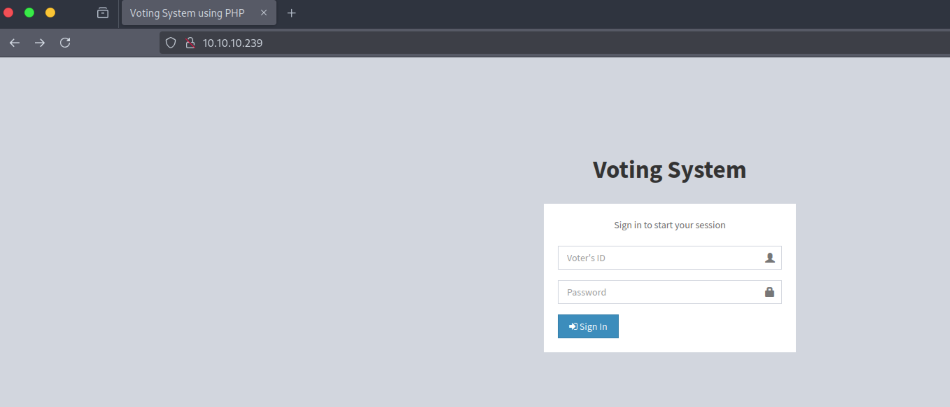 Voting System using PHP
10.10.10.239
Voting System
Sign in to start your session
Voter's ID
Password
Sign In